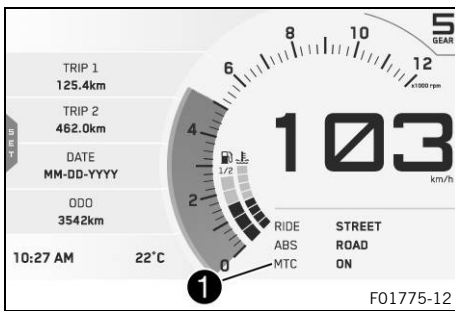 5
GEAR
8
10
6
12
x1000 rpm
TRIP 1
125.4km
TRIP 2
462.0km
SET
4
1/2
103
km/h
DATE
MM-DD-YYYY
2
ODO
3542km
RIDE STREET
ABS ROAD
MTC ON
10:27 AM 22°C
0
1
F01775-12